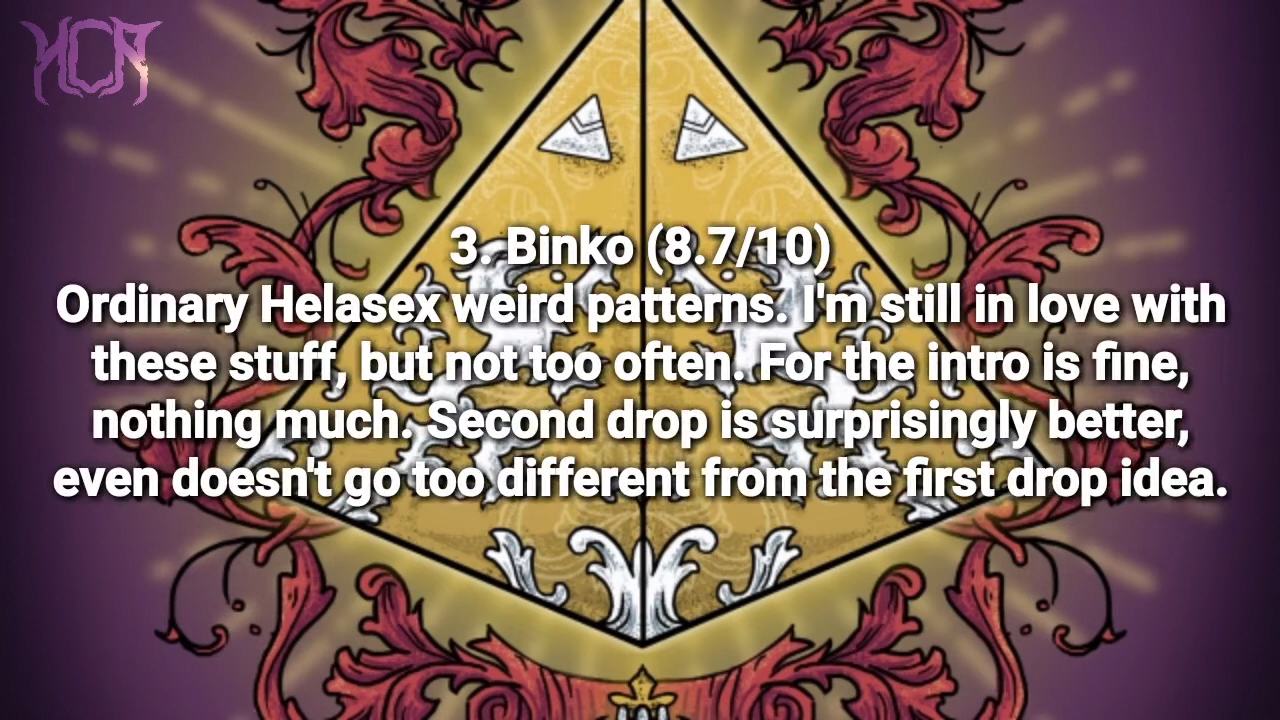 HCR
3. Binko (8.7/10)
Ordinary Helasex weird patterns. I'm still in love with
these stuff, but not too often. For the intro is fine,
nothing much. Second drop is surprisingly better,
even doesn't go too different from the first drop idea.